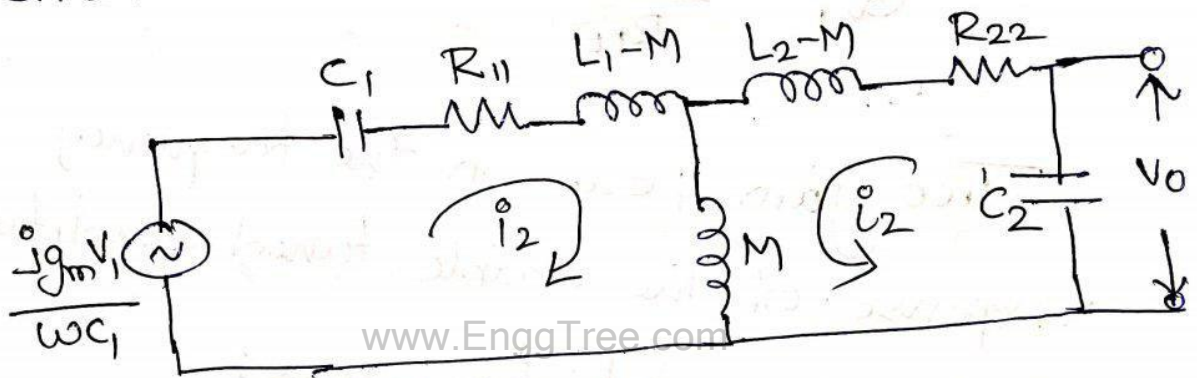 C₁ R₁₁ L₁-M L₂-M R₂₂
i₂ i₂ C₂ V₀
M
jgₘV₁
ωC₁
www.EnggTree.com